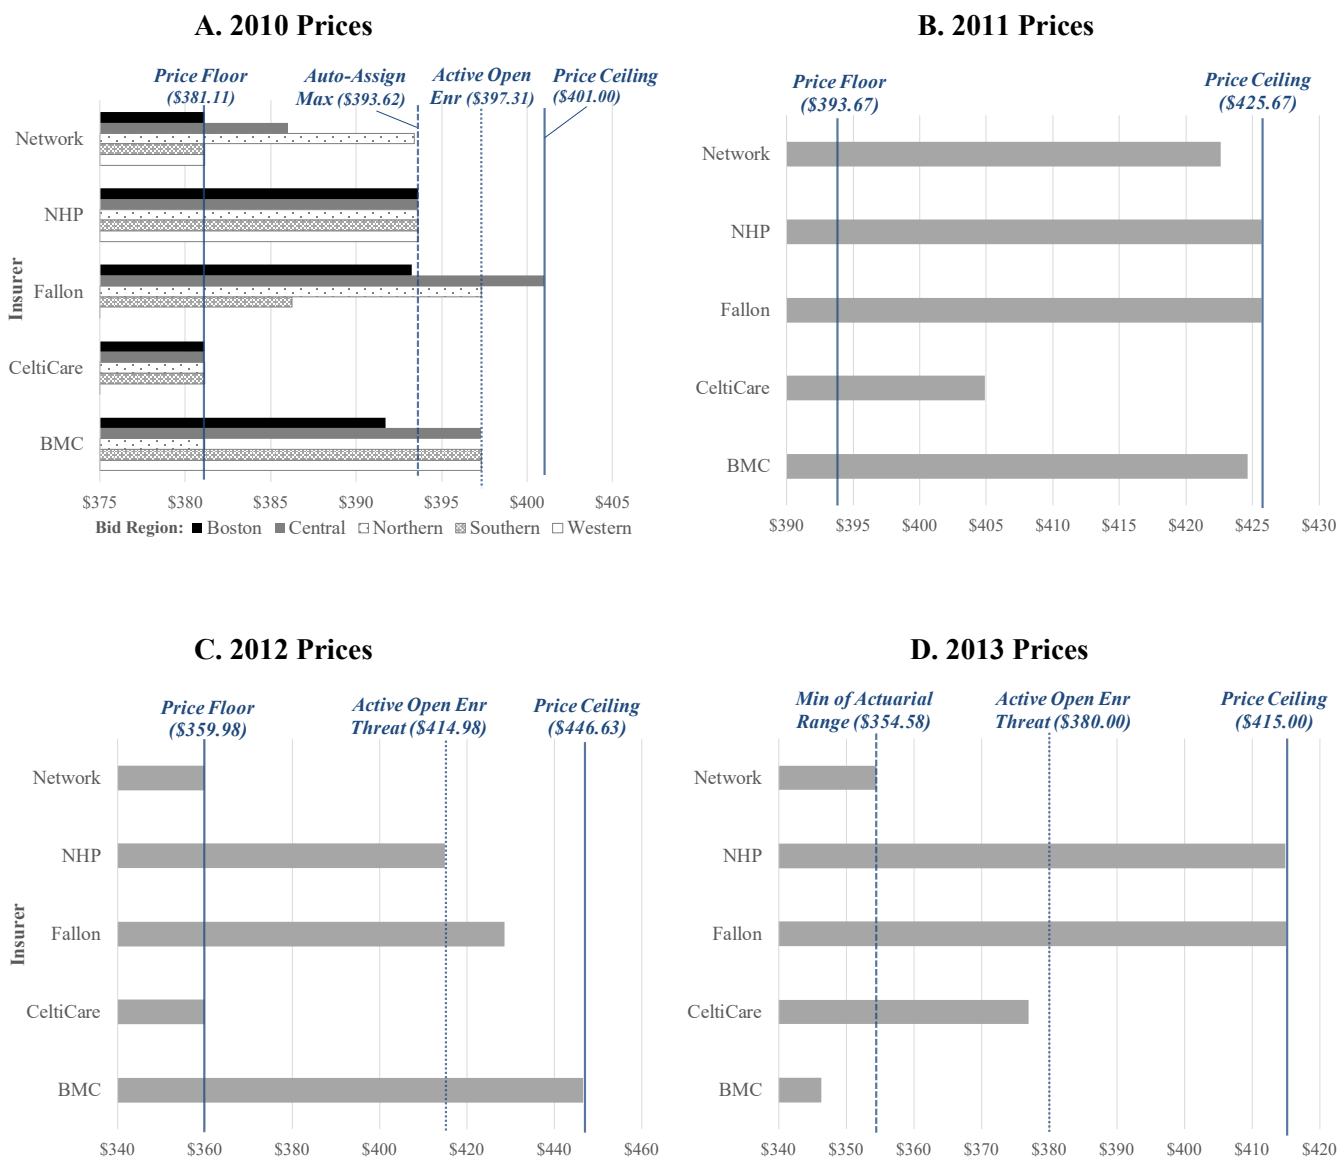 A. 2010 Prices
Price Floor
($381.11)
Auto-Assign
Max ($393.62)
Active Open
Enr ($397.31)
Price Ceiling
($401.00)
Insurer
Network
NHP
Fallon
CeltiCare
BMC
$375 $380 $385 $390 $395 $400 $405
Bid Region: Boston Central Northern Southern Western
B. 2011 Prices
Price Floor
($393.67)
Price Ceiling
($425.67)
Network
NHP
Fallon
CeltiCare
BMC
$390 $395 $400 $405 $410 $415 $420 $425 $430
C. 2012 Prices
Price Floor
($359.98)
Active Open Enr
Threat ($414.98)
Price Ceiling
($446.63)
Insurer
Network
NHP
Fallon
CeltiCare
BMC
$340 $360 $380 $400 $420 $440 $460
D. 2013 Prices
Min of Actuarial
Range ($354.58)
Active Open Enr
Threat ($380.00)
Price Ceiling
($415.00)
Network
NHP
Fallon
CeltiCare
BMC
$340 $350 $360 $370 $380 $390 $400 $410 $420